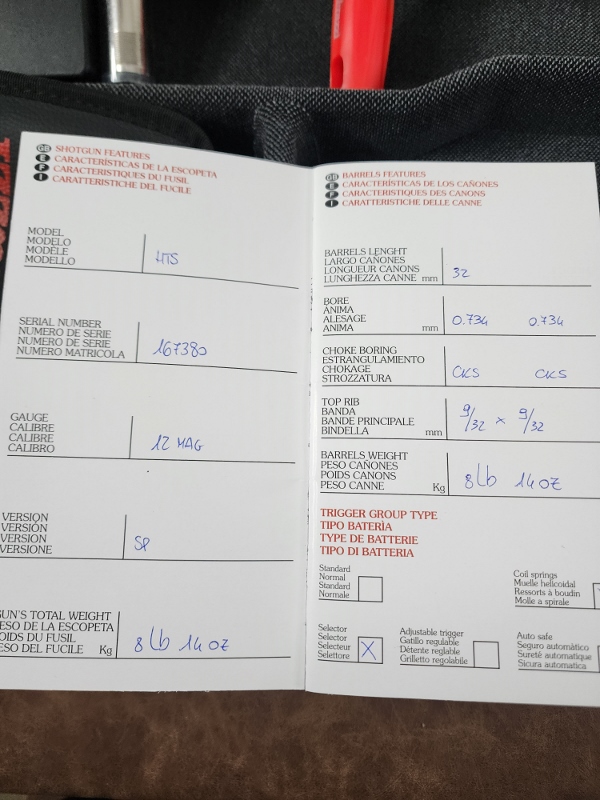 GB SHOTGUN FEATURES
E CARACTERÍSTICAS DE LA ESCOPETA
F CARACTERISTIQUES DU FUSIL
I CARATTERISTICHE DEL FUCILE
MODEL
MODELO
MODÈLE
MODELLO
HTS
SERIAL NUMBER
NUMERO DE SERIE
NUMERO DE SERIE
NUMERO MATRICOLA
167380
GAUGE
CALIBRE
CALIBRE
CALIBRO
12 MAG
VERSION
VERSIÓN
VERSION
VERSIONE
SP
GUN'S TOTAL WEIGHT
PESO DE LA ESCOPETA
POIDS DU FUSIL
PESO DEL FUCILE Kg
8 Lb 14 OZ
GB BARRELS FEATURES
E CARACTERÍSTICAS DE LOS CAÑONES
F CARACTERISTIQUES DES CANONS
I CARATTERISTICHE DELLE CANNE
BARRELS LENGHT
LARGO CAÑONES
LONGUEUR CANONS
LUNGHEZZA CANNE mm
32
BORE
ANIMA
ALESAGE
ANIMA mm
0.734 0.734
CHOKE BORING
ESTRANGULAMIENTO
CHOKAGE
STROZZATURA
CKS CKS
TOP RIB
BANDA
BANDE PRINCIPALE
BINDELLA mm
9/32 x 9/32
BARRELS WEIGHT
PESO CAÑONES
POIDS CANONS
PESO CANNE Kg
8 Lb 14 OZ
TRIGGER GROUP TYPE
TIPO BATERÌA
TYPE DE BATTERIE
TIPO DI BATTERIA
Standard
Normal
Standard
Normale
Coil springs
Muelle helicoidal
Ressorts à boudin
Molle a spirale
Selector
Selector
Selecteur
Selettore
X
Adjustable trigger
Gatillo regulable
Détente reglable
Grilletto regolabile
Auto safe
Seguro automàtico
Sureté automatique
Sicura automatica